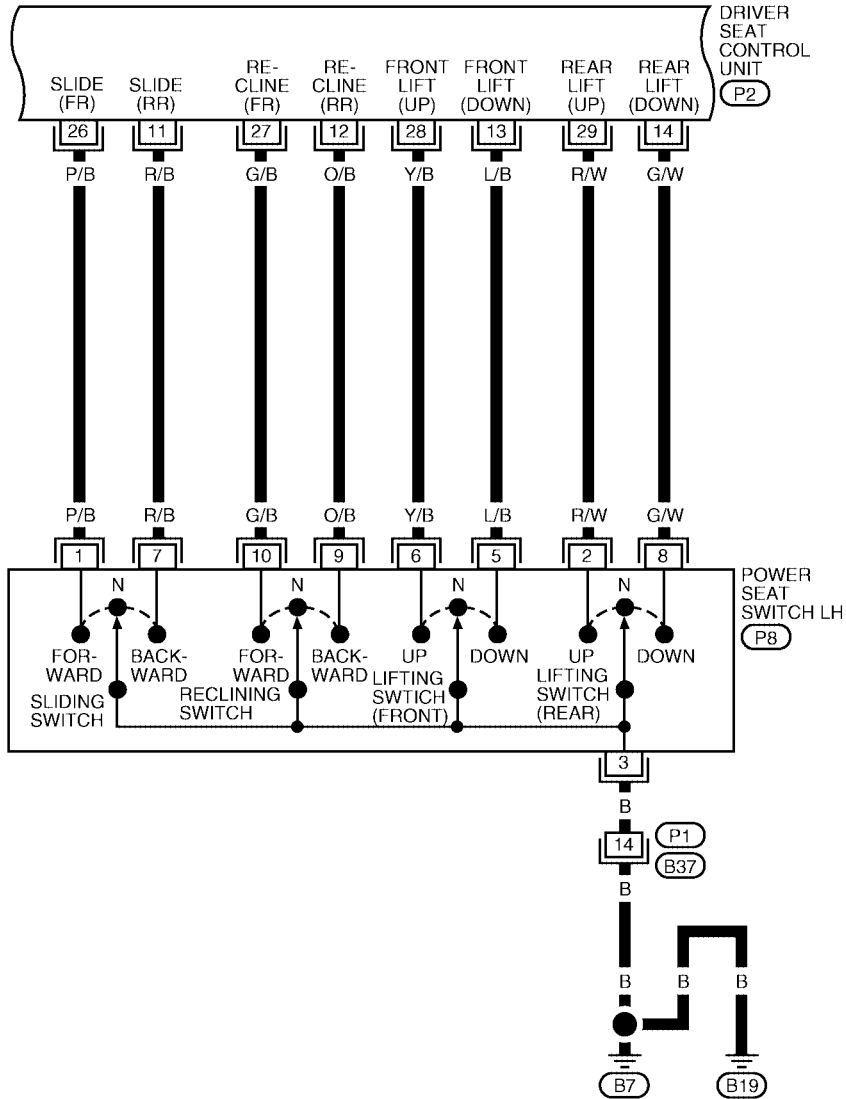 DRIVER
SEAT
CONTROL
UNIT
P2
SLIDE
(FR)
SLIDE
(RR)
RE-
CLINE
(FR)
RE-
CLINE
(RR)
FRONT
LIFT
(UP)
FRONT
LIFT
(DOWN)
REAR
LIFT
(UP)
REAR
LIFT
(DOWN)
26 11 27 12 28 13 29 14
P/B R/B G/B O/B Y/B L/B R/W G/W
P/B R/B G/B O/B Y/B L/B R/W G/W
1 7 10 9 6 5 2 8
POWER
SEAT
SWITCH LH
P8
N N N N
FOR-
WARD
BACK-
WARD
FOR-
WARD
BACK-
WARD
UP DOWN UP DOWN
SLIDING
SWITCH
RECLINING
SWITCH
LIFTING
SWTICH
(FRONT)
LIFTING
SWITCH
(REAR)
3
B
14
P1
B37
B
B B B
B7 B19